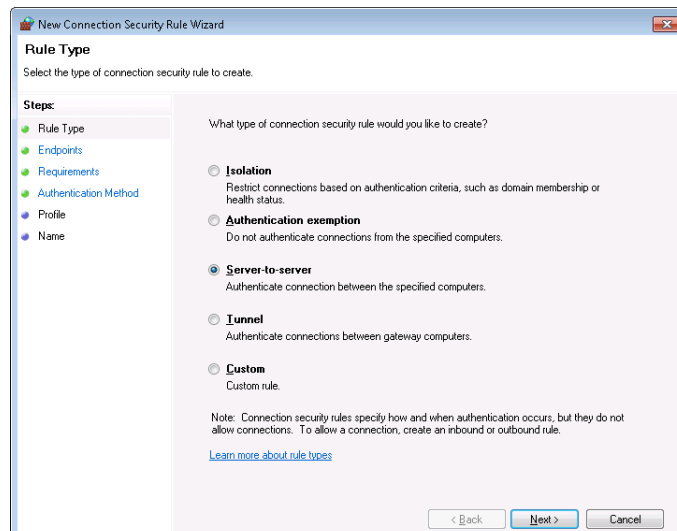 New Connection Security Rule Wizard
Rule Type
Select the type of connection security rule to create.
Steps:
Rule Type
Endpoints
Requirements
Authentication Method
Profile
Name
What type of connection security rule would you like to create?
Isolation
Restrict connections based on authentication criteria, such as domain membership or
health status.
Authentication exemption
Do not authenticate connections from the specified computers.
Server-to-server
Authenticate connection between the specified computers.
Tunnel
Authenticate connections between gateway computers.
Custom
Custom rule.
Note:  Connection security rules specify how and when authentication occurs, but they do not
allow connections.  To allow a connection, create an inbound or outbound rule.
Learn more about rule types
< Back
Next >
Cancel